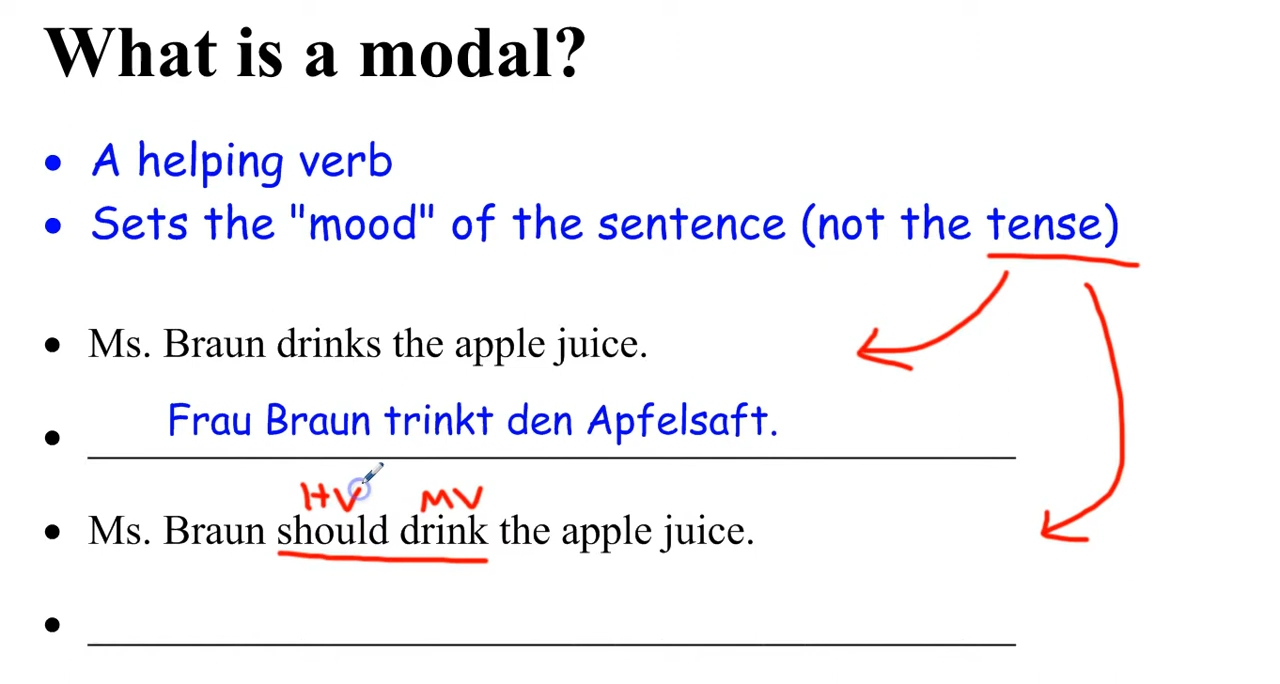 What is a modal?
• A helping verb
• Sets the "mood" of the sentence (not the tense)
• Ms. Braun drinks the apple juice.
• Frau Braun trinkt den Apfelsaft.
HV MV
• Ms. Braun should drink the apple juice.
•